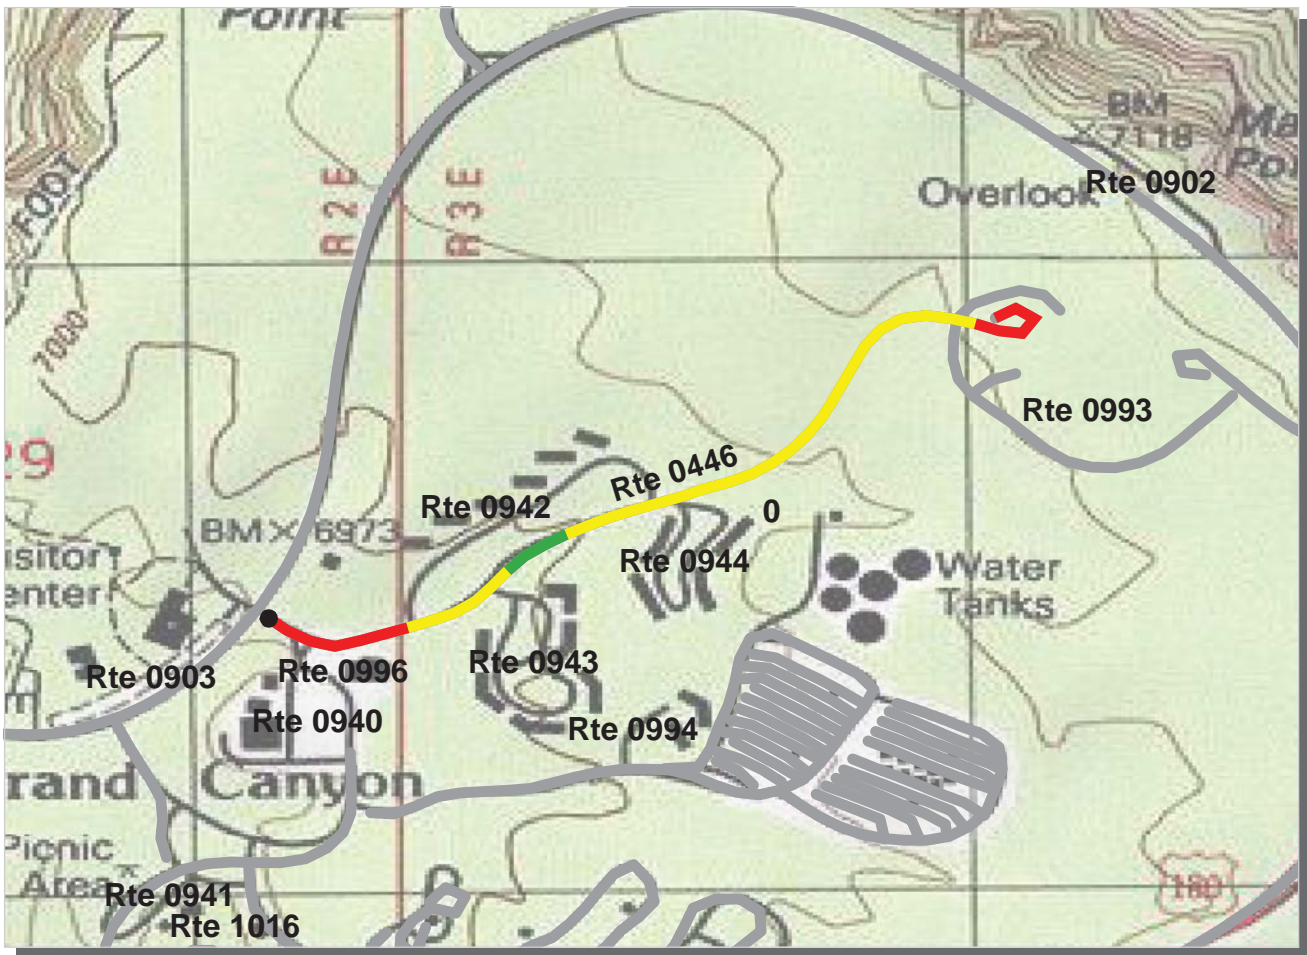 Point
BM
7118
Rte 0902
Overlook
R 2 E
R 3 E
FOOT
7000
29
Rte 0993
Rte 0446
Rte 0942
0
BM X 6973
Rte 0944
Water
Tanks
Rte 0943
Rte 0903
Rte 0996
Rte 0940
Rte 0994
rand Canyon
Picnic
Area
Rte 0941
Rte 1016
180